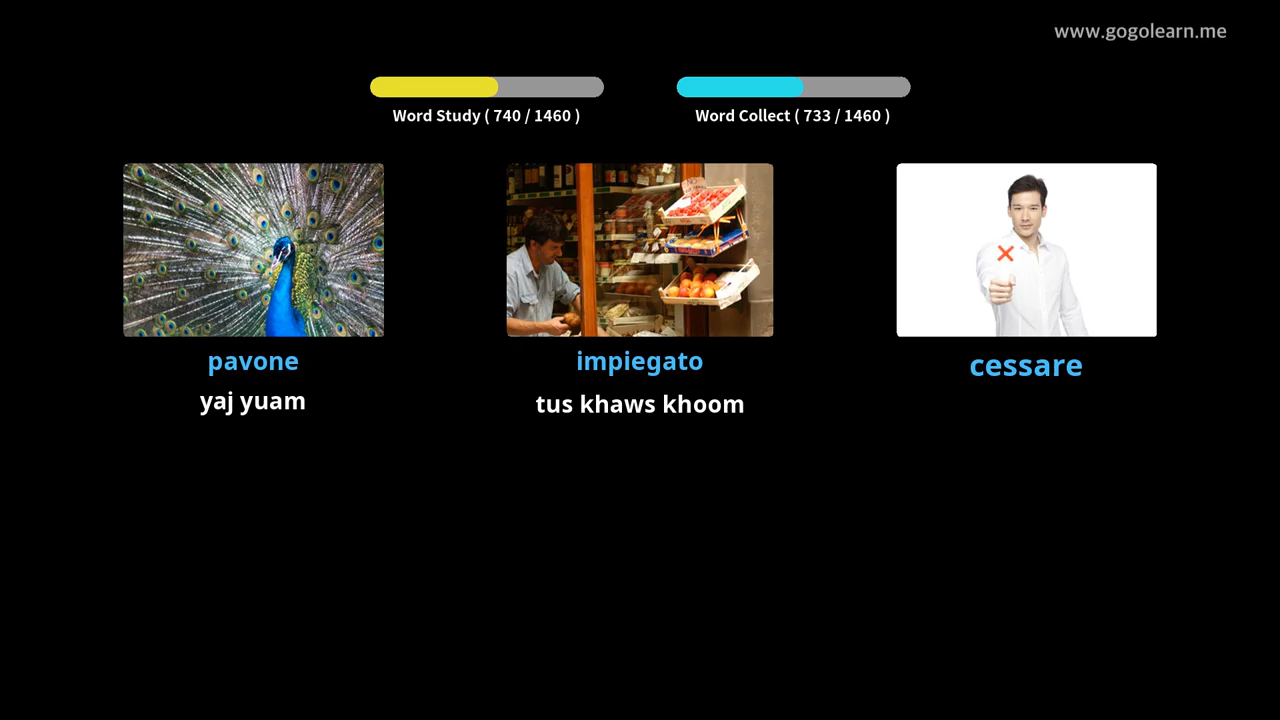 www.gogolearn.me
Word Study ( 740 / 1460 )
Word Collect ( 733 / 1460 )
pavone
impiegato
cessare
yaj yuam
tus khaws khoom